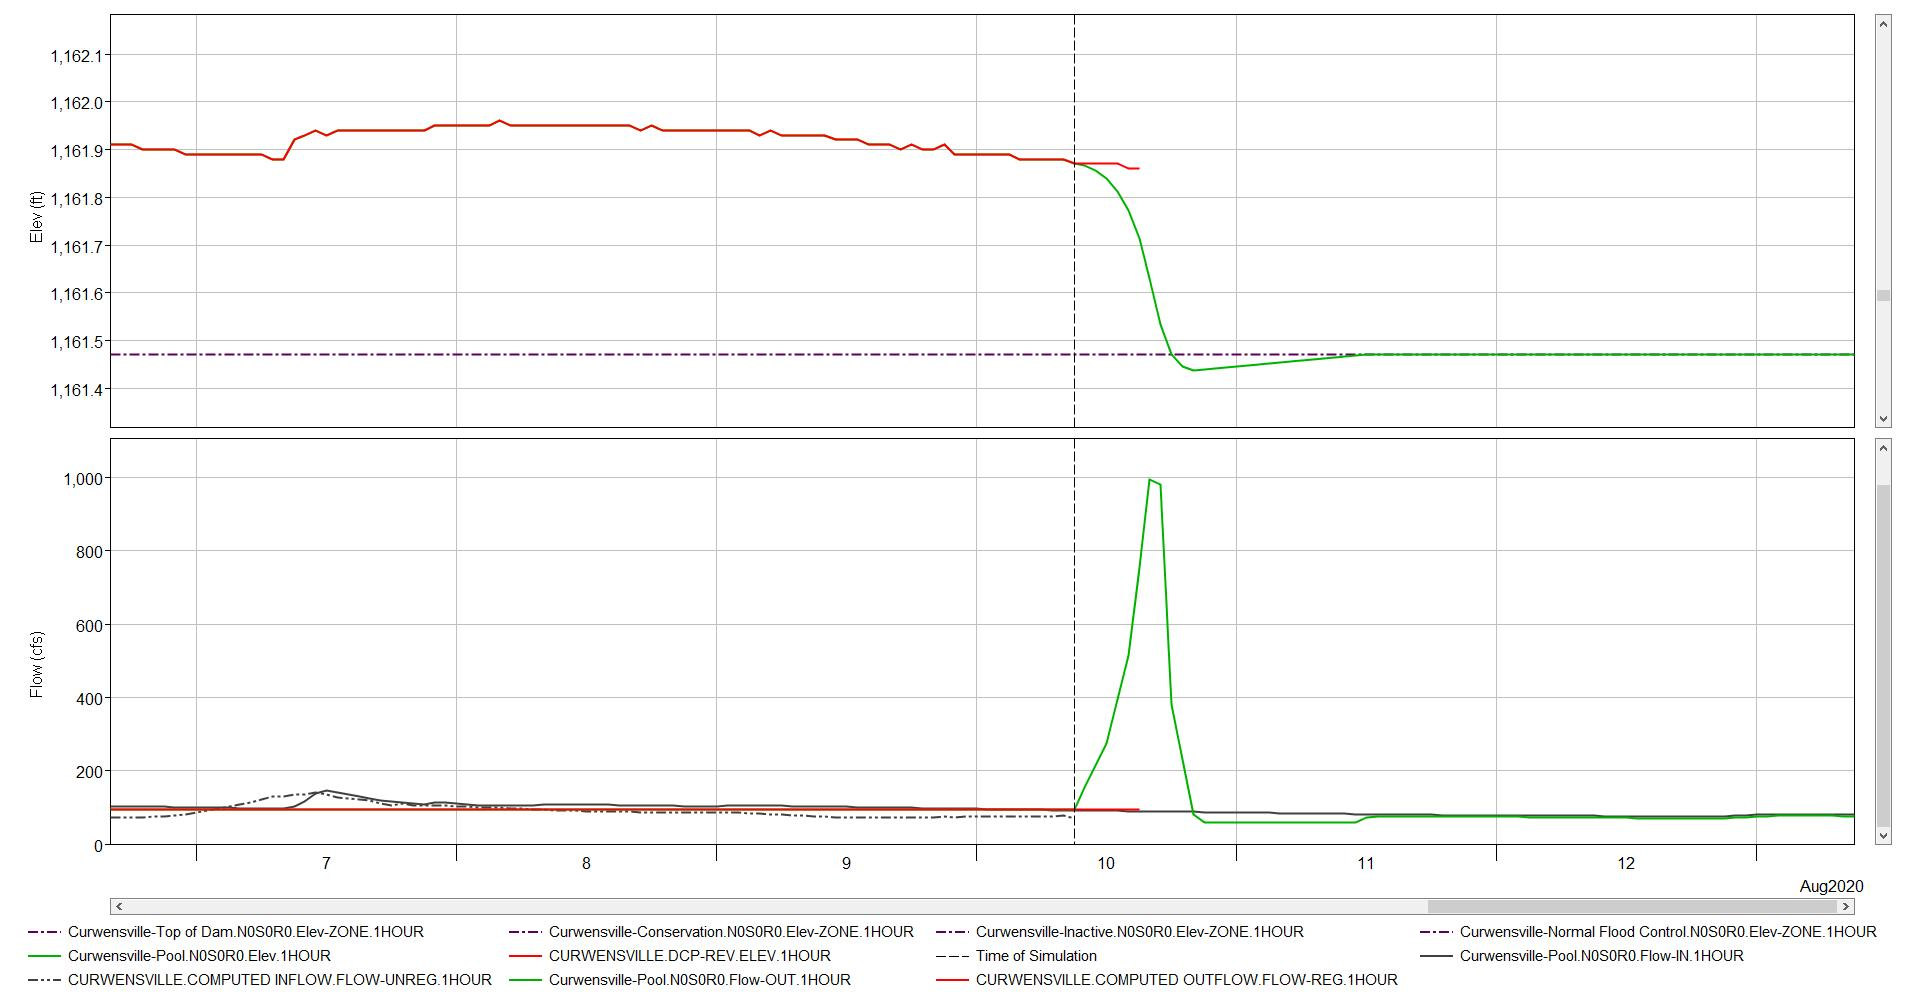 1,162.1
1,162.0
1,161.9
1,161.8
1,161.7
1,161.6
1,161.5
1,161.4
Elev (ft)
1,000
800
600
400
200
0
Flow (cfs)
7 8 9 10 11 12
Aug2020
Curwensville-Top of Dam.N0S0R0.Elev-ZONE.1HOUR Curwensville-Conservation.N0S0R0.Elev-ZONE.1HOUR Curwensville-Inactive.N0S0R0.Elev-ZONE.1HOUR Curwensville-Normal Flood Control.N0S0R0.Elev-ZONE.1HOUR
Curwensville-Pool.N0S0R0.Elev.1HOUR CURWENSVILLE.DCP-REV.ELEV.1HOUR Time of Simulation Curwensville-Pool.N0S0R0.Flow-IN.1HOUR
CURWENSVILLE.COMPUTED INFLOW.FLOW-UNREG.1HOUR Curwensville-Pool.N0S0R0.Flow-OUT.1HOUR CURWENSVILLE.COMPUTED OUTFLOW.FLOW-REG.1HOUR